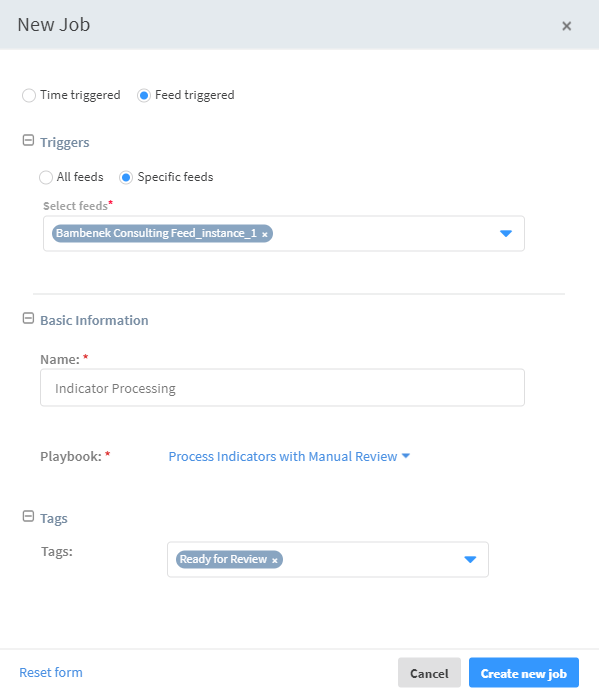 New Job ×
Time triggered Feed triggered
Triggers
All feeds Specific feeds
Select feeds*
Bambenek Consulting Feed_instance_1 ×
Basic Information
Name: *
Indicator Processing
Playbook: * Process Indicators with Manual Review
Tags
Tags: Ready for Review ×
Reset form Cancel Create new job